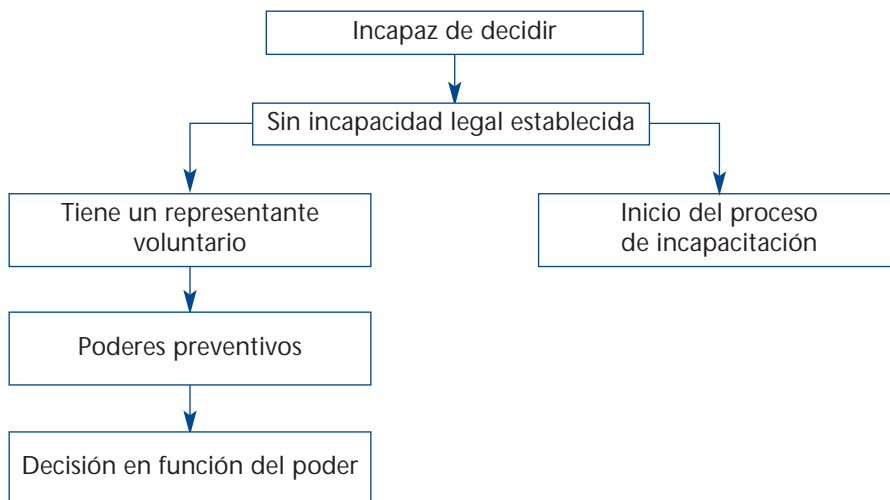 Incapaz de decidir
Sin incapacidad legal establecida
Tiene un representante
voluntario
Inicio del proceso
de incapacitación
Poderes preventivos
Decisión en función del poder